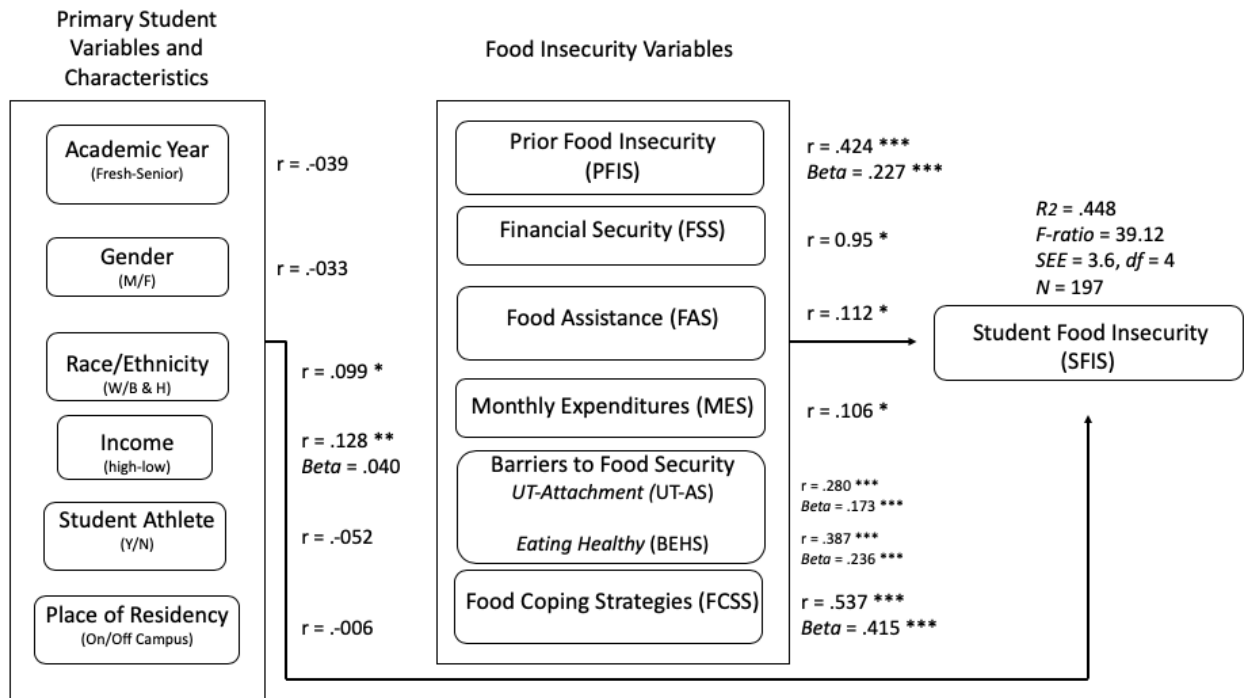 Primary Student
Variables and
Characteristics
Academic Year
(Fresh-Senior)
r = .-039
Gender
(M/F)
r = .-033
Race/Ethnicity
(W/B & H)
r = .099 *
Income
(high-low)
r = .128 **
Beta = .040
Student Athlete
(Y/N)
r = .-052
Place of Residency
(On/Off Campus)
r = .-006
Food Insecurity Variables
Prior Food Insecurity
(PFIS)
r = .424 ***
Beta = .227 ***
Financial Security (FSS)
r = 0.95 *
Food Assistance (FAS)
r = .112 *
Monthly Expenditures (MES)
r = .106 *
Barriers to Food Security
UT-Attachment (UT-AS)
r = .280 ***
Beta = .173 ***
Eating Healthy (BEHS)
r = .387 ***
Beta = .236 ***
Food Coping Strategies (FCSS)
r = .537 ***
Beta = .415 ***
R2 = .448
F-ratio = 39.12
SEE = 3.6, df = 4
N = 197
Student Food Insecurity
(SFIS)